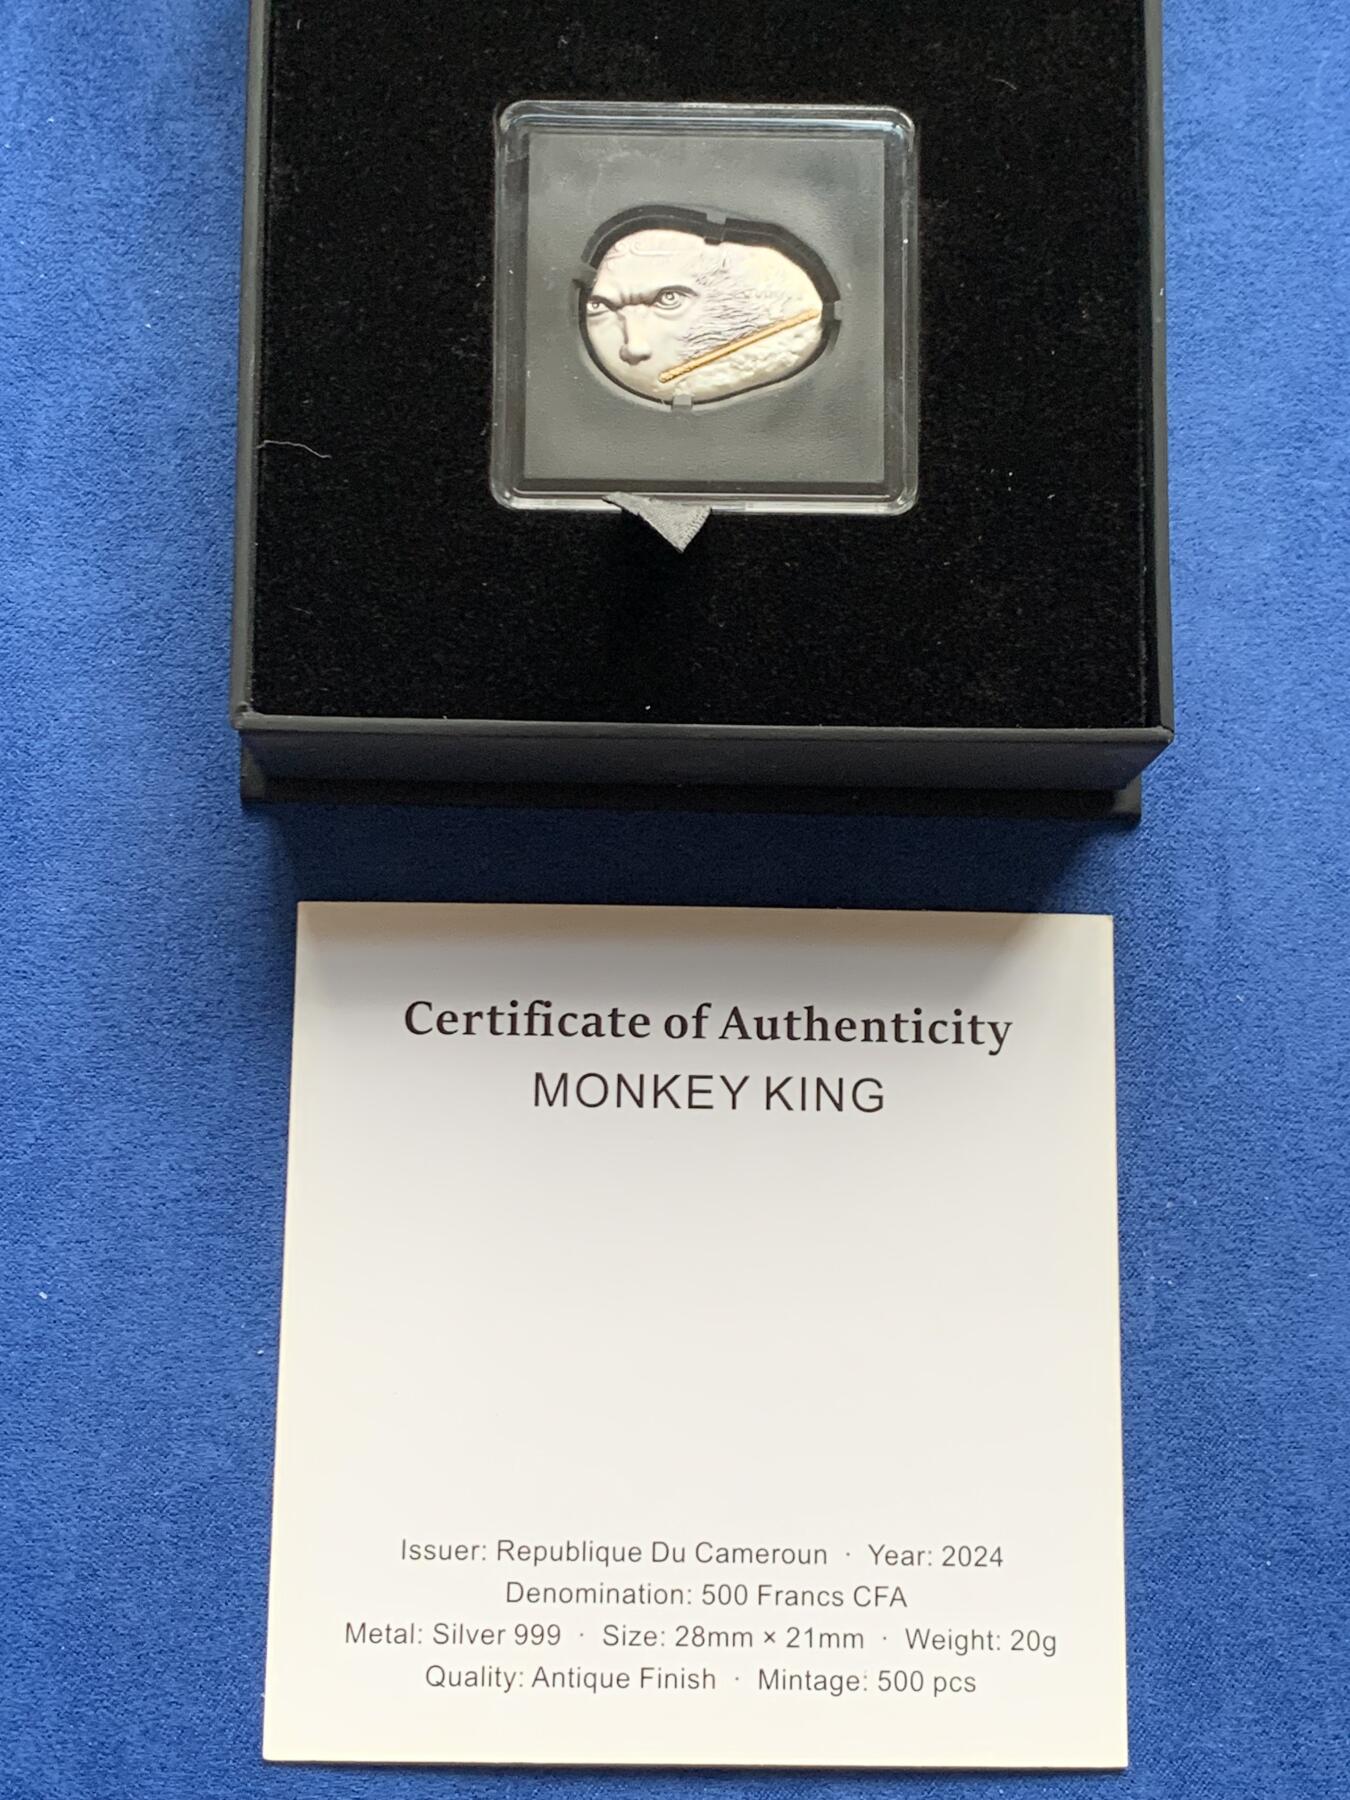 Certificate of Authenticity
MONKEY KING
Issuer: Republique Du Cameroun · Year: 2024
Denomination: 500 Francs CFA
Metal: Silver 999 · Size: 28mm × 21mm · Weight: 20g
Quality: Antique Finish · Mintage: 500 pcs